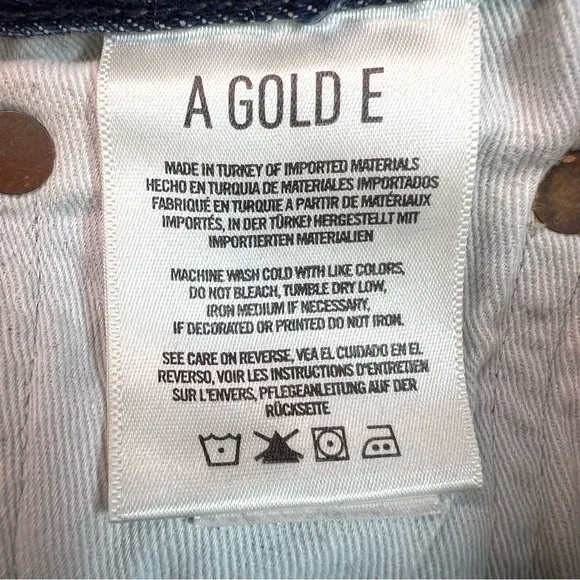 A GOLD E
MADE IN TURKEY OF IMPORTED MATERIALS
HECHO EN TURQUIA DE MATERIALES IMPORTADOS
FABRIQUÉ EN TURQUIE A PARTIR DE MATÉRIAUX
IMPORTÉS, IN DER TÜRKEI HERGESTELLT MIT
IMPORTIERTEN MATERIALIEN
MACHINE WASH COLD WITH LIKE COLORS,
DO NOT BLEACH, TUMBLE DRY LOW,
IRON MEDIUM IF NECESSARY,
IF DECORATED OR PRINTED DO NOT IRON.
SEE CARE ON REVERSE, VEA EL CUIDADO EN EL
REVERSO, VOIR LES INSTRUCTIONS D'ENTRETIEN
SUR L'ENVERS, PFLEGEANLEITUNG AUF DER
RÜCKSEITE